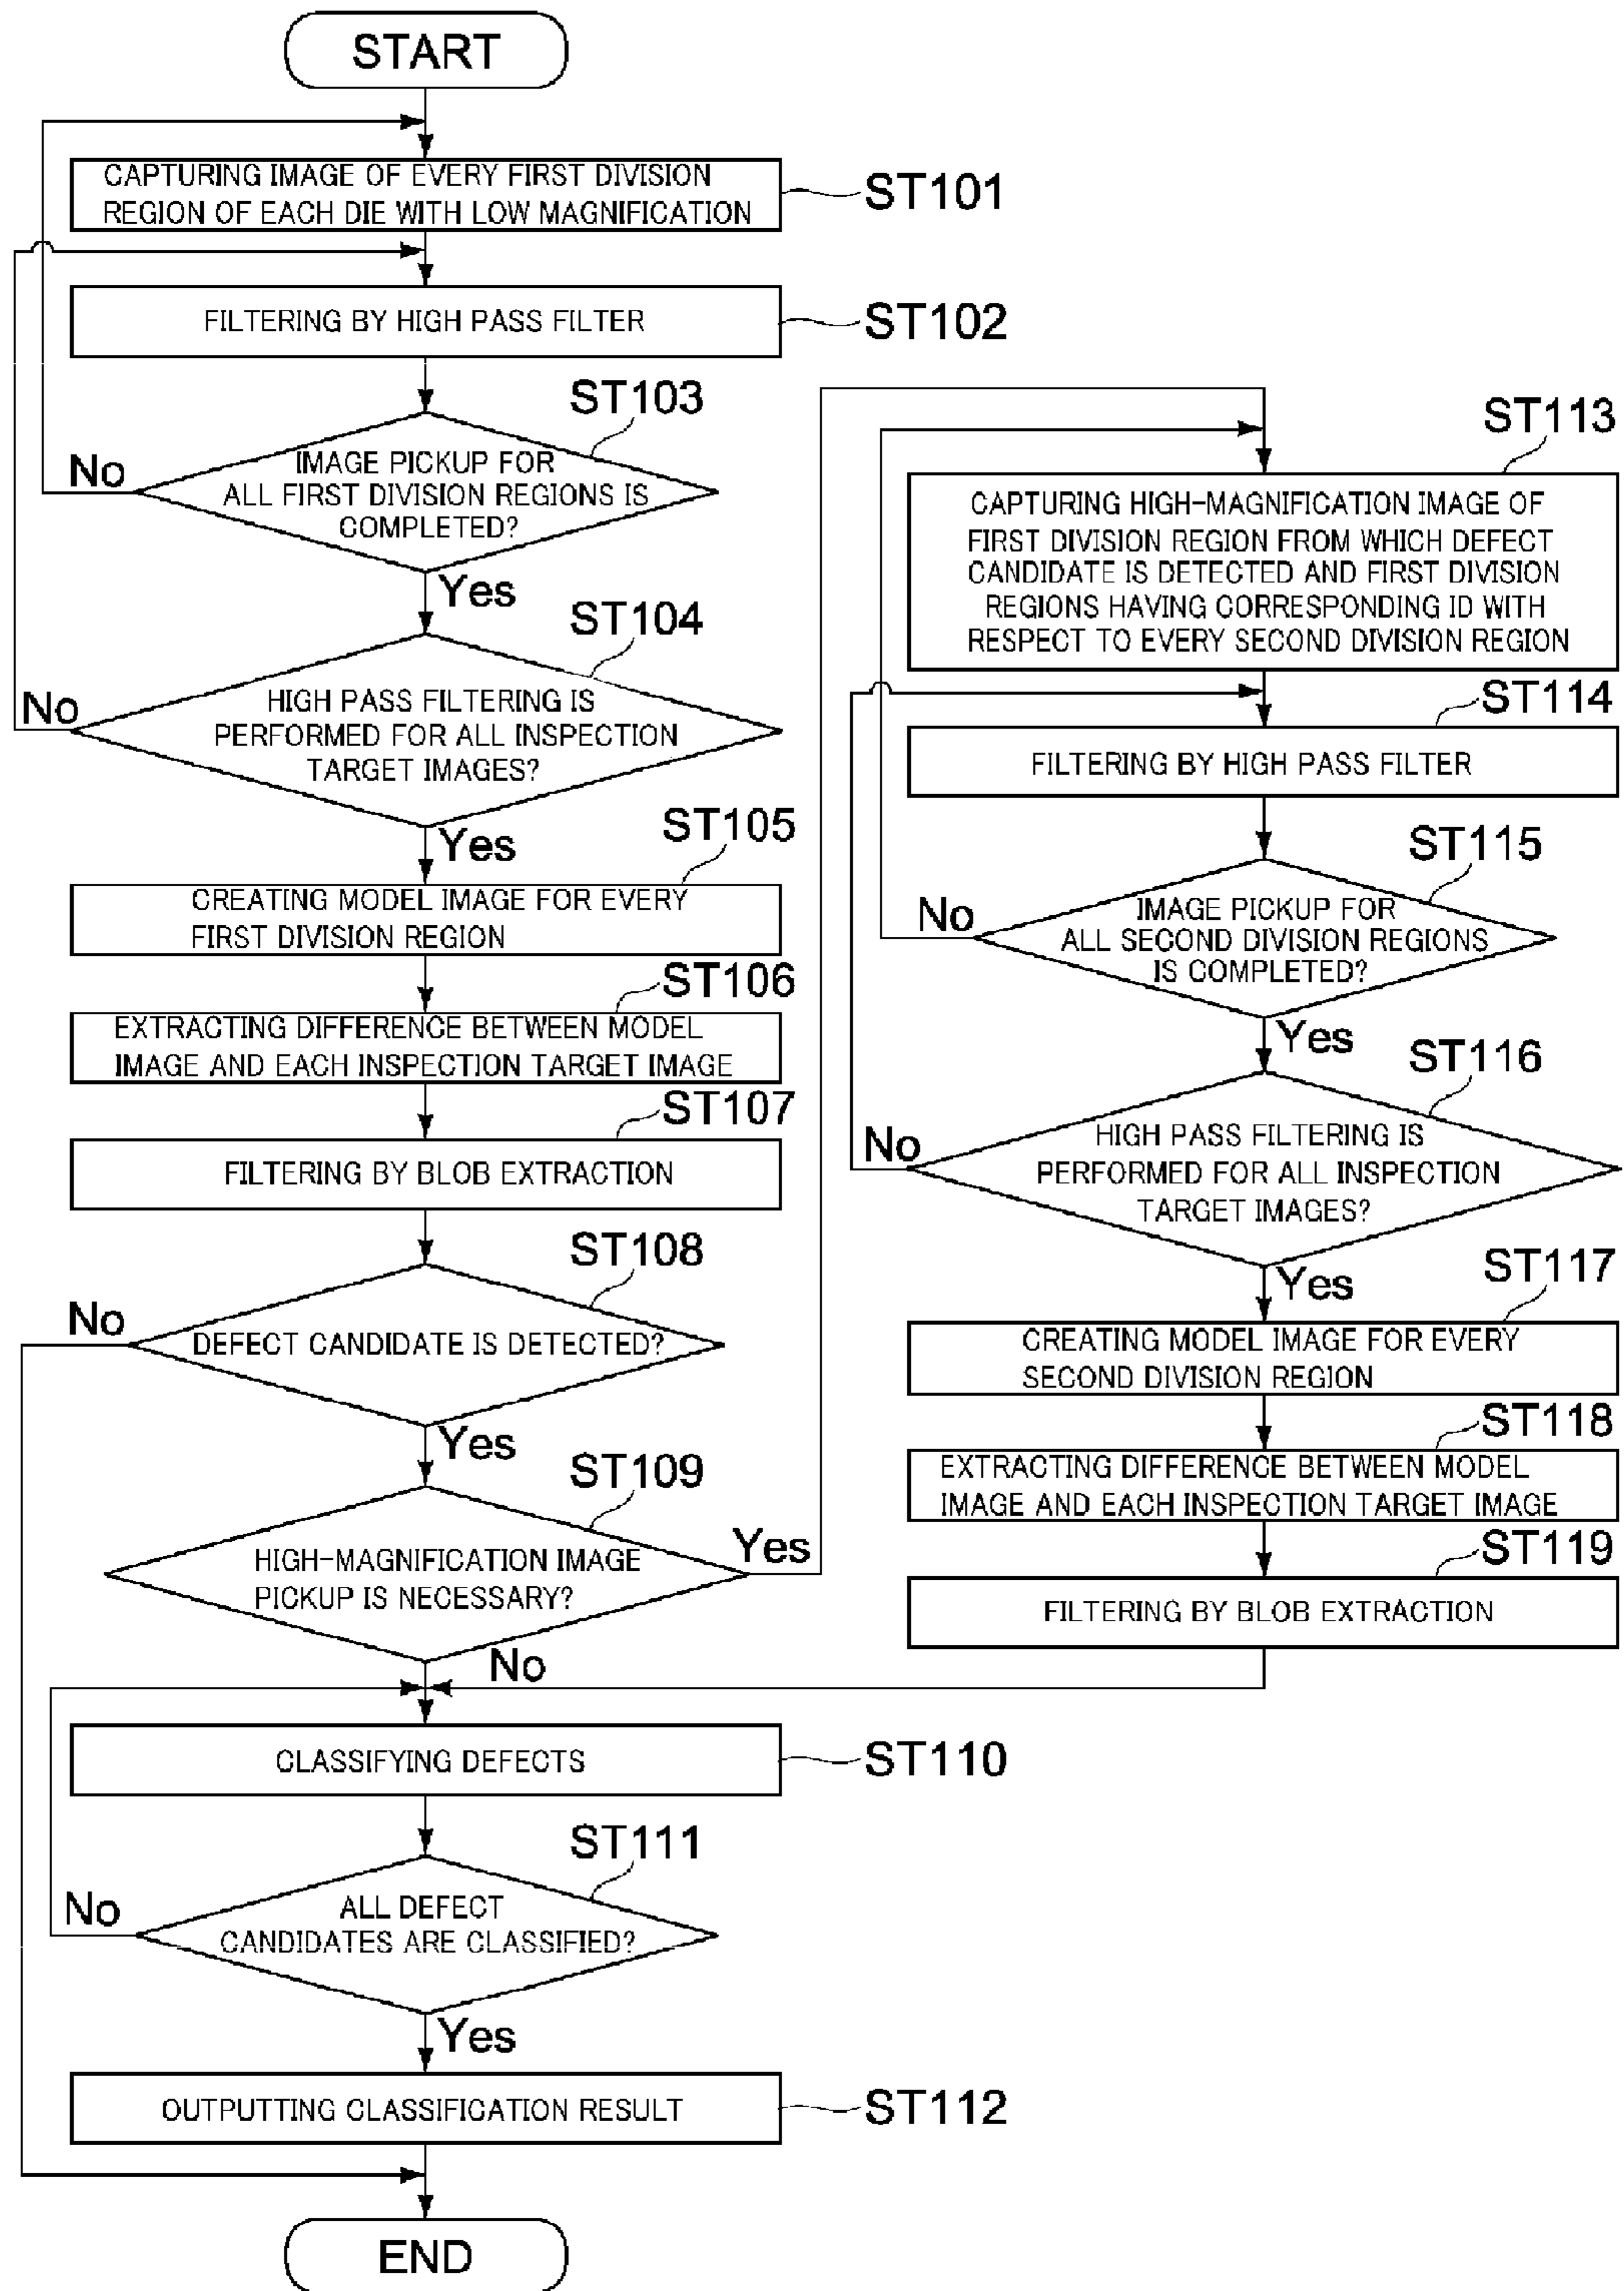 START
CAPTURING IMAGE OF EVERY FIRST DIVISION
REGION OF EACH DIE WITH LOW MAGNIFICATION
ST101
FILTERING BY HIGH PASS FILTER
ST102
ST103
IMAGE PICKUP FOR
ALL FIRST DIVISION REGIONS IS
COMPLETED?
No
Yes
ST104
HIGH PASS FILTERING IS
PERFORMED FOR ALL INSPECTION
TARGET IMAGES?
No
Yes
ST105
CREATING MODEL IMAGE FOR EVERY
FIRST DIVISION REGION
ST106
EXTRACTING DIFFERENCE BETWEEN MODEL
IMAGE AND EACH INSPECTION TARGET IMAGE
ST107
FILTERING BY BLOB EXTRACTION
ST108
DEFECT CANDIDATE IS DETECTED?
No
Yes
ST109
HIGH-MAGNIFICATION IMAGE
PICKUP IS NECESSARY?
Yes
No
CLASSIFYING DEFECTS
ST110
ST111
ALL DEFECT
CANDIDATES ARE CLASSIFIED?
No
Yes
OUTPUTTING CLASSIFICATION RESULT
ST112
END
ST113
CAPTURING HIGH-MAGNIFICATION IMAGE OF
FIRST DIVISION REGION FROM WHICH DEFECT
CANDIDATE IS DETECTED AND FIRST DIVISION
REGIONS HAVING CORRESPONDING ID WITH
RESPECT TO EVERY SECOND DIVISION REGION
ST114
FILTERING BY HIGH PASS FILTER
ST115
IMAGE PICKUP FOR
ALL SECOND DIVISION REGIONS
IS COMPLETED?
No
Yes
ST116
HIGH PASS FILTERING IS
PERFORMED FOR ALL INSPECTION
TARGET IMAGES?
No
Yes
ST117
CREATING MODEL IMAGE FOR EVERY
SECOND DIVISION REGION
ST118
EXTRACTING DIFFERENCE BETWEEN MODEL
IMAGE AND EACH INSPECTION TARGET IMAGE
ST119
FILTERING BY BLOB EXTRACTION